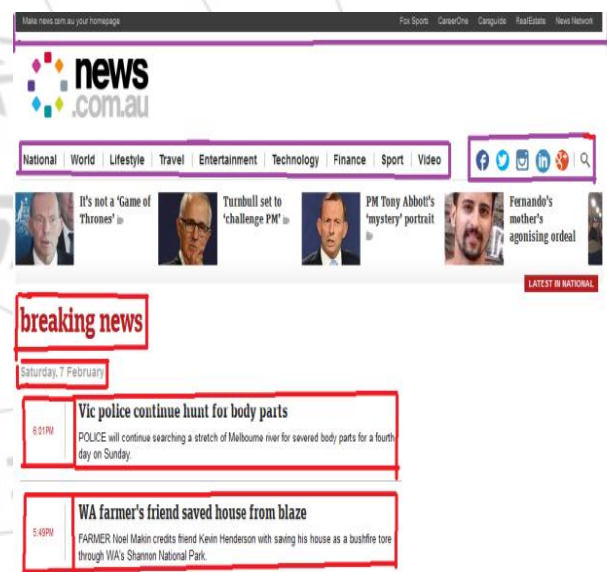 Make news.com.au your homepage Fox Sports CareerOne Carsguide RealEstate News Network
news
.com.au
National World Lifestyle Travel Entertainment Technology Finance Sport Video
It's not a 'Game of
Thrones'
Turnbull set to
'challenge PM'
PM Tony Abbott's
'mystery' portrait
Fernando's
mother's
agonising ordeal
LATEST IN NATIONAL
breaking news
Saturday, 7 February
6:01PM
Vic police continue hunt for body parts
POLICE will continue searching a stretch of Melbourne river for severed body parts for a fourth
day on Sunday.
5:49PM
WA farmer's friend saved house from blaze
FARMER Noel Makin credits friend Kevin Henderson with saving his house as a bushfire tore
through WA's Shannon National Park.